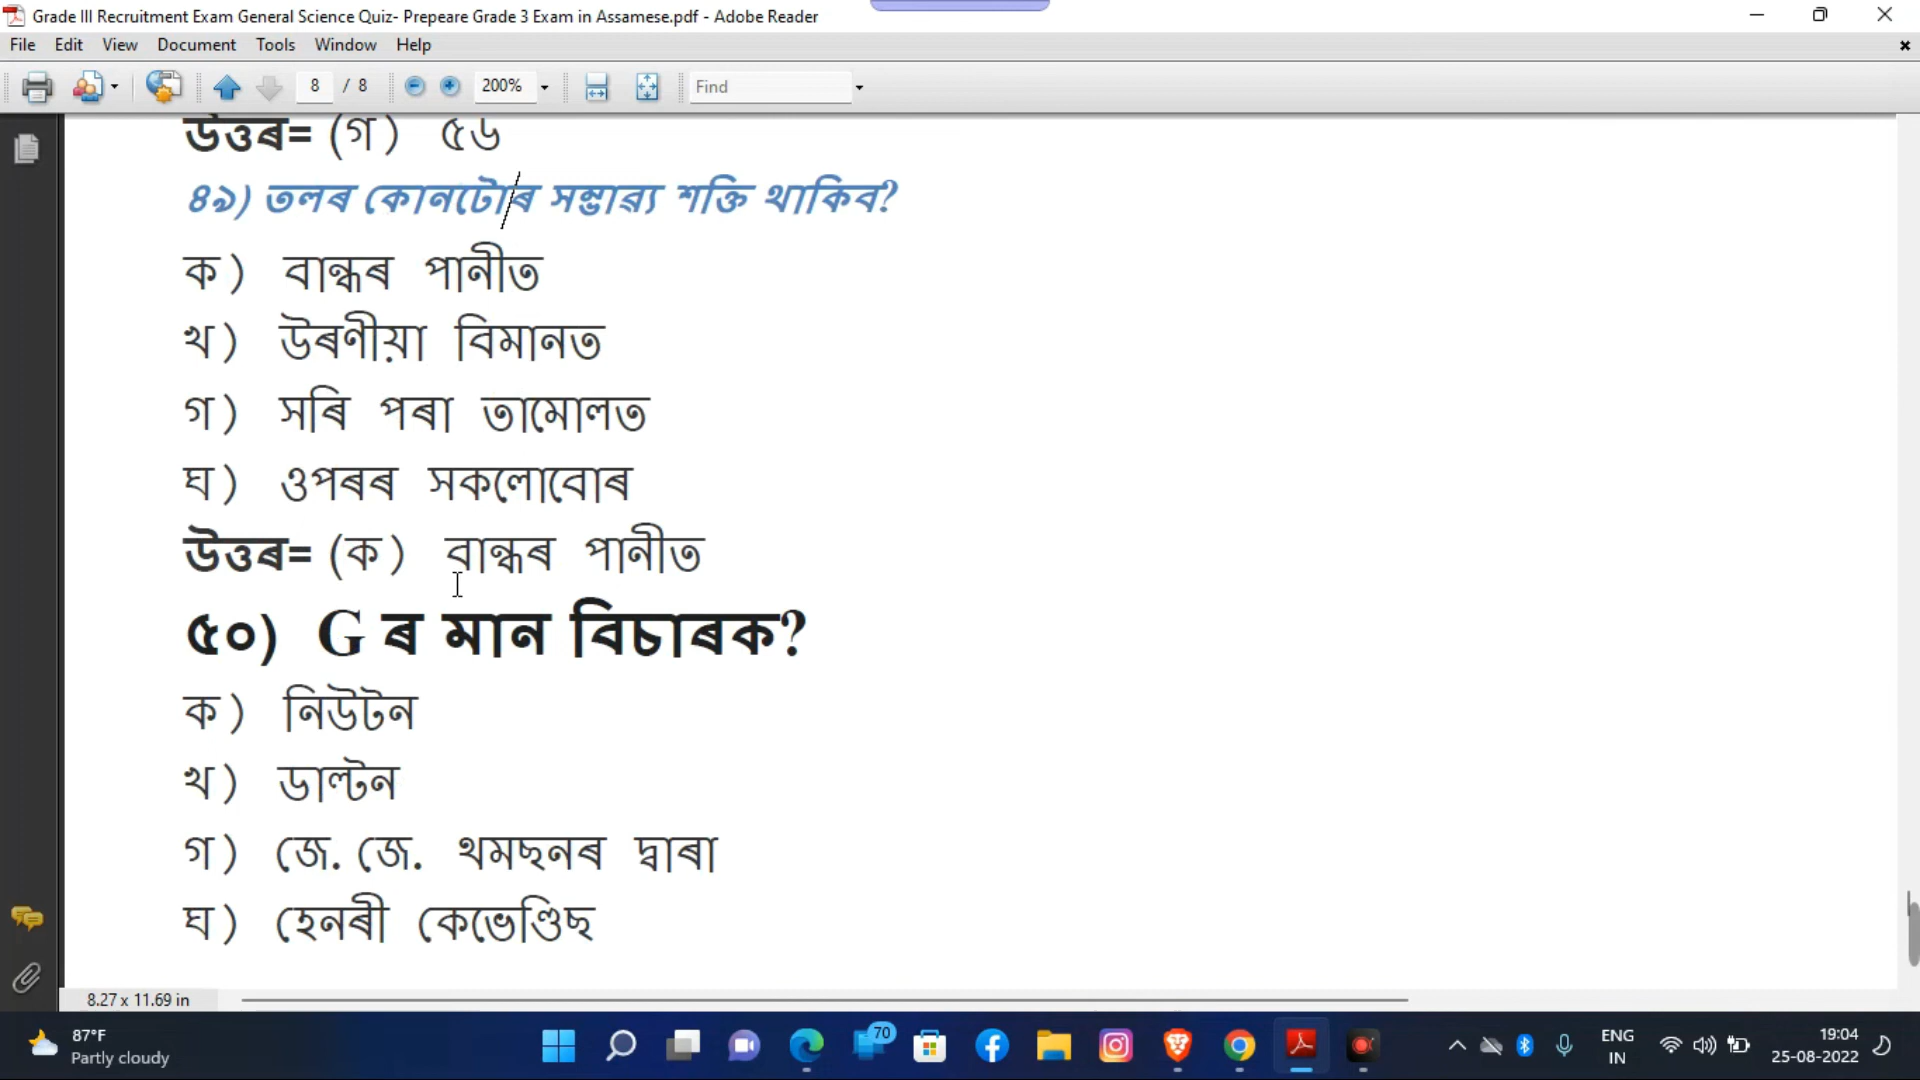 Grade III Recruitment Exam General Science Quiz- Prepeare Grade 3 Exam in Assamese.pdf - Adobe Reader
File Edit View Document Tools Window Help
8 / 8 200% Find
উত্তৰ= (গ) ৫৬
৪৯) তলৰ কোনটোৰ সম্ভাৱ্য শক্তি থাকিব?
ক) বান্ধৰ পানীত
খ) উৰণীয়া বিমানত
গ) সৰি পৰা তামোলত
ঘ) ওপৰৰ সকলোবোৰ
উত্তৰ= (ক) বান্ধৰ পানীত
৫০) G ৰ মান বিচাৰক?
ক) নিউটন
খ) ডাল্টন
গ) জে. জে. থমছনৰ দ্বাৰা
ঘ) হেনৰী কেভেণ্ডিছ
8.27 x 11.69 in
87°F
Partly cloudy
70
ENG
IN
19:04
25-08-2022